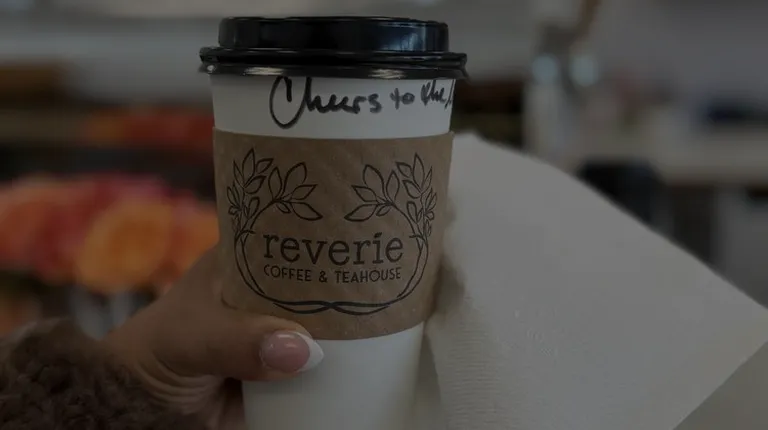 Cheers to the
reverie
COFFEE & TEAHOUSE